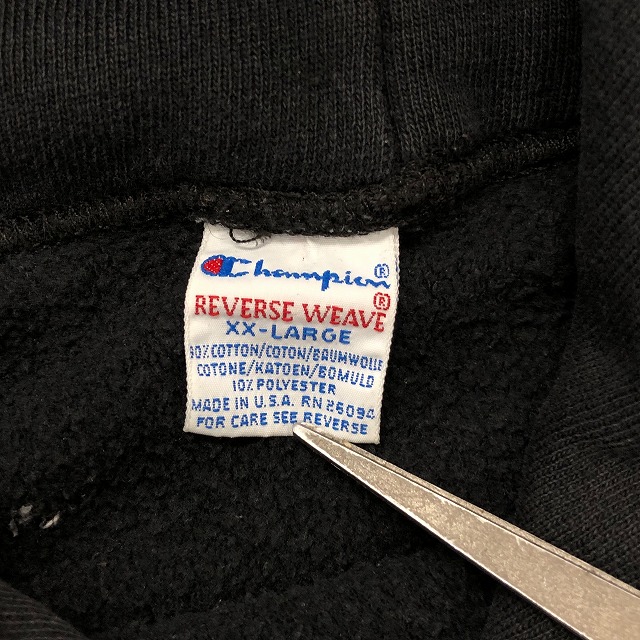 Champion®
REVERSE WEAVE®
XX-LARGE
90% COTTON/COTON/BAUMWOLLE
COTONE/KATOEN/BOMULD
10% POLYESTER
MADE IN U.S.A. RN 26094
FOR CARE SEE REVERSE